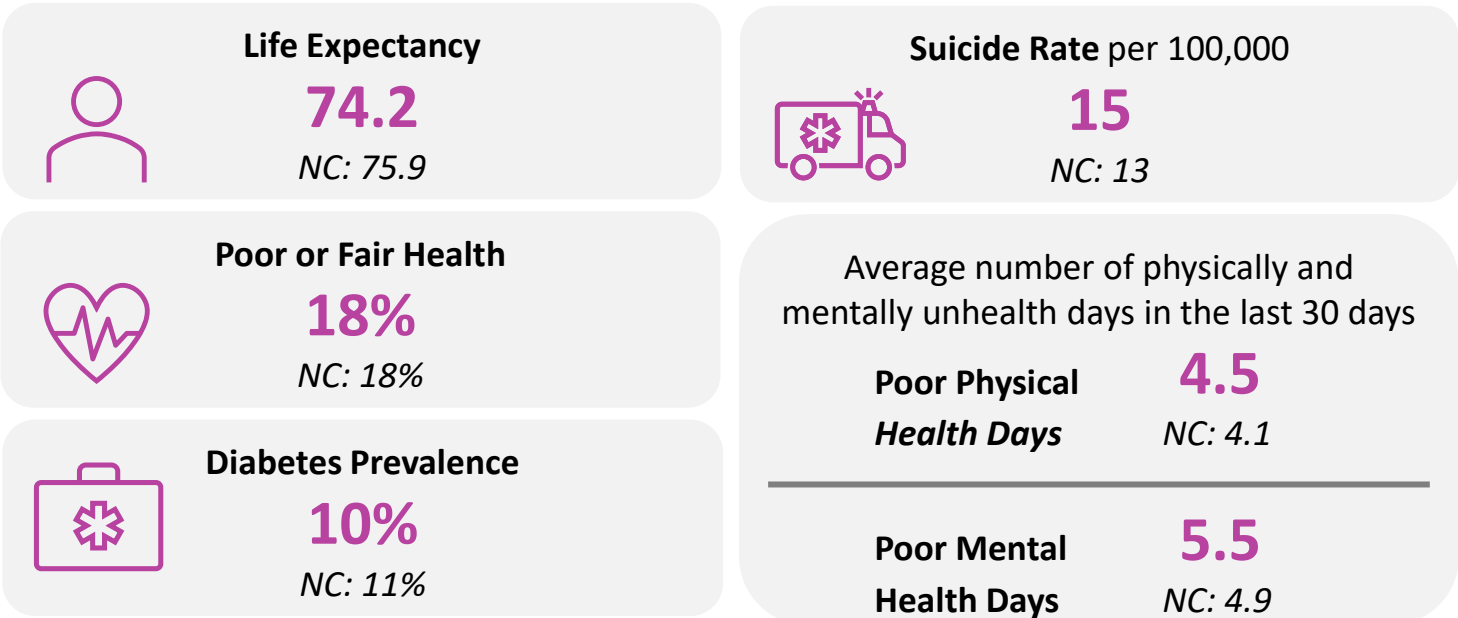 Life Expectancy
74.2
NC: 75.9
Poor or Fair Health
18%
NC: 18%
Diabetes Prevalence
10%
NC: 11%
Suicide Rate per 100,000
15
NC: 13
Average number of physically and
mentally unhealth days in the last 30 days
Poor Physical 4.5
Health Days NC: 4.1
Poor Mental 5.5
Health Days NC: 4.9